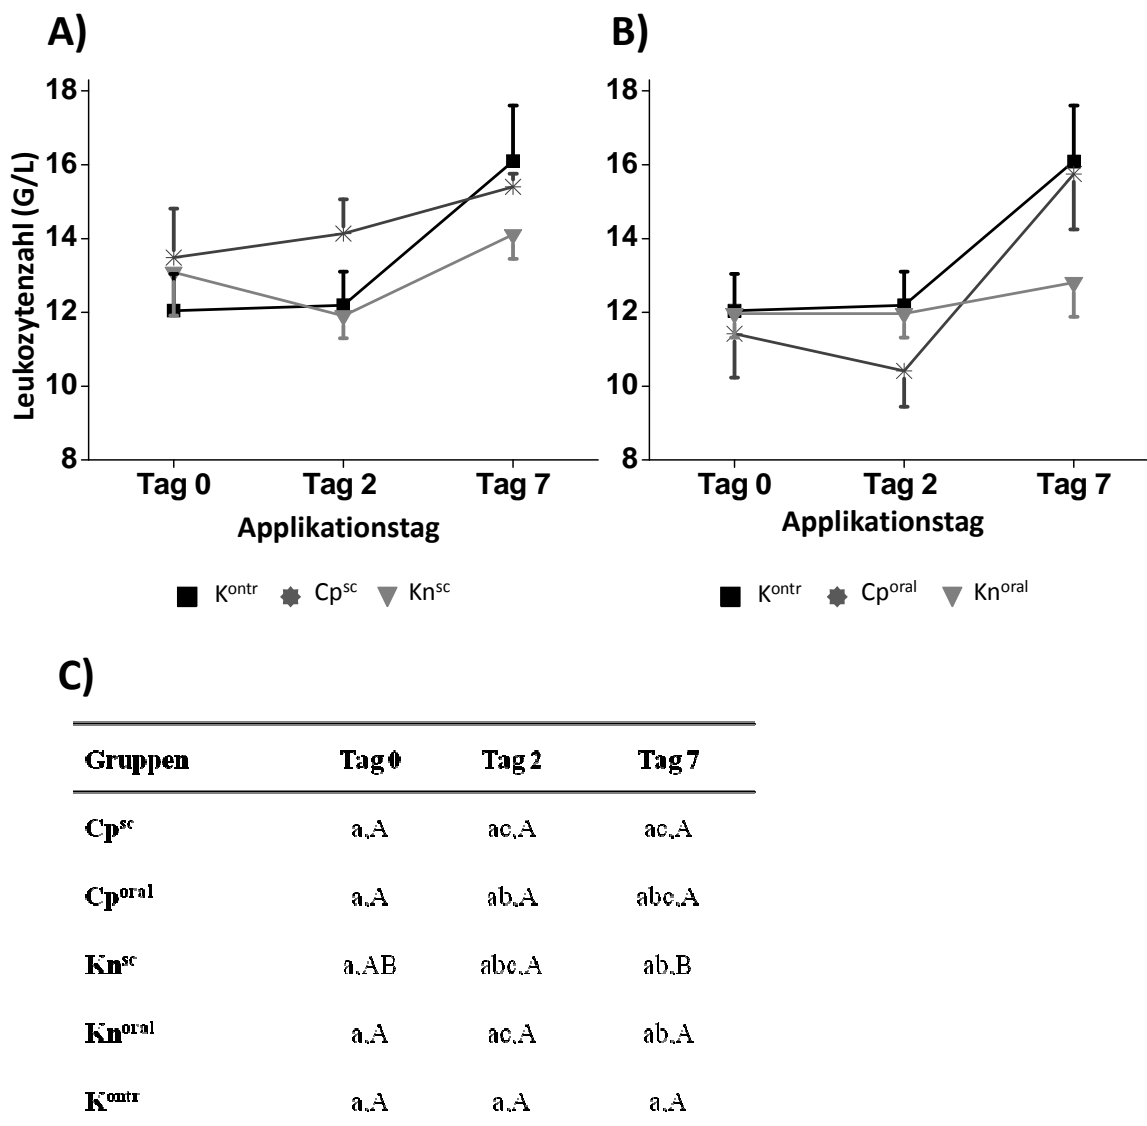 A)
B)
18
16
14
12
10
8
Leukozytenzahl (G/L)
Tag 0 Tag 2 Tag 7
Applikationstag
18
16
14
12
10
8
Tag 0 Tag 2 Tag 7
Applikationstag
Kontr Cpsc Knsc
Kontr Cporal Knoral
C)
Gruppen Tag 0 Tag 2 Tag 7
Cpsc a,A ac,A ac,A
Cporal a,A ab,A abc,A
Knsc a,AB abc,A ab,B
Knoral a,A ac,A ab,A
Kontr a,A a,A a,A